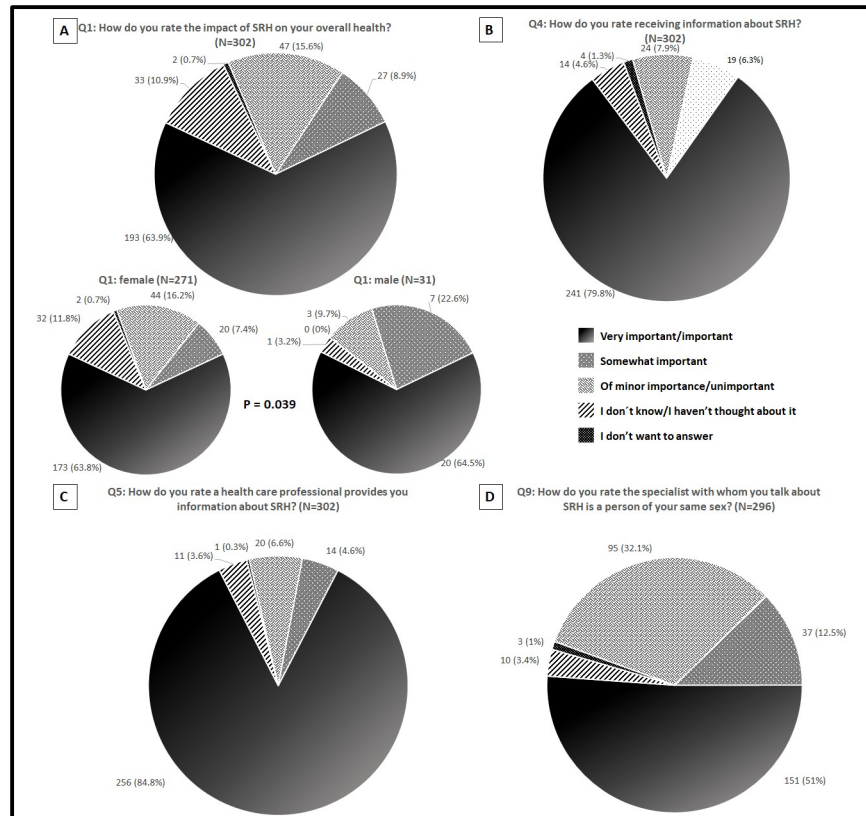 A
Q1: How do you rate the impact of SRH on your overall health?
(N=302)
2 (0.7%)
47 (15.6%)
33 (10.9%)
27 (8.9%)
193 (63.9%)
Q1: female (N=271)
2 (0.7%)
44 (16.2%)
32 (11.8%)
20 (7.4%)
173 (63.8%)
P = 0.039
Q1: male (N=31)
3 (9.7%)
7 (22.6%)
0 (0%)
1 (3.2%)
20 (64.5%)
B
Q4: How do you rate receiving information about SRH?
(N=302)
4 (1.3%)
24 (7.9%)
19 (6.3%)
14 (4.6%)
241 (79.8%)
Very important/important
Somewhat important
Of minor importance/unimportant
I don´t know/I haven’t thought about it
I don’t want to answer
C
Q5: How do you rate a health care professional provides you
information about SRH? (N=302)
1 (0.3%)
20 (6.6%)
14 (4.6%)
11 (3.6%)
256 (84.8%)
D
Q9: How do you rate the specialist with whom you talk about
SRH is a person of your same sex? (N=296)
95 (32.1%)
37 (12.5%)
3 (1%)
10 (3.4%)
151 (51%)